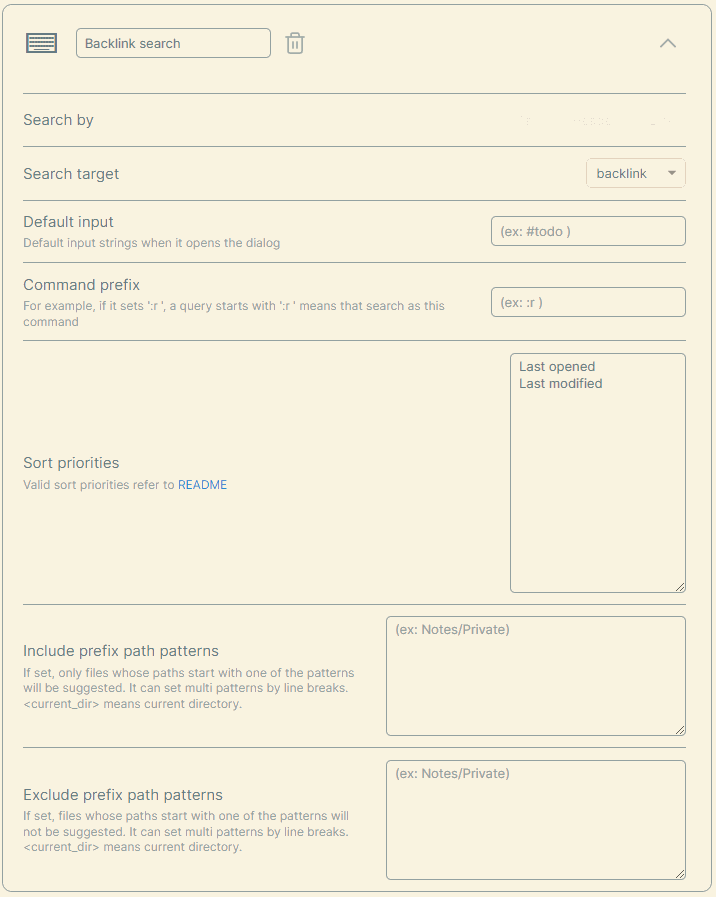 Backlink search
Search by
Search target
backlink
Default input
Default input strings when it opens the dialog
(ex: #todo )
Command prefix
For example, if it sets ':r ', a query starts with ':r ' means that search as this
command
(ex: :r )
Last opened
Last modified
Sort priorities
Valid sort priorities refer to README
Include prefix path patterns
If set, only files whose paths start with one of the patterns
will be suggested. It can set multi patterns by line breaks.
<current_dir> means current directory.
(ex: Notes/Private)
Exclude prefix path patterns
If set, files whose paths start with one of the patterns will
not be suggested. It can set multi patterns by line breaks.
<current_dir> means current directory.
(ex: Notes/Private)